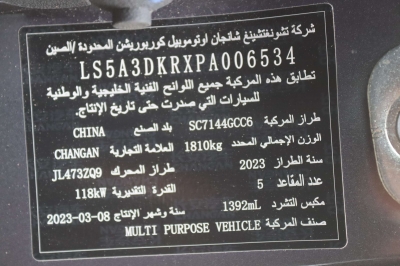 شركة تشونغتشينغ شانجان اوتوموبيل كوربوريشن المحدودة /الصين
LS5A3DKRXPA006534
تطابق هذه المركبة جميع اللوائح الفنية الخليجية والوطنية
للسيارات التي صدرت حتى تاريخ الإنتاج.
طراز المركبة SC7144GCC6 بلد الصنع CHINA
الوزن الإجمالي 1810kg العلامة التجارية CHANGAN
سنة الطراز 2023 طراز المحرك JL473ZQ9
عدد المقاعد 5 القدرة التقديرية 118kW
مكبس التشرد 1392mL سنة وشهر الإنتاج 2023-03-08
صنف المركبة MULTI PURPOSE VEHICLE